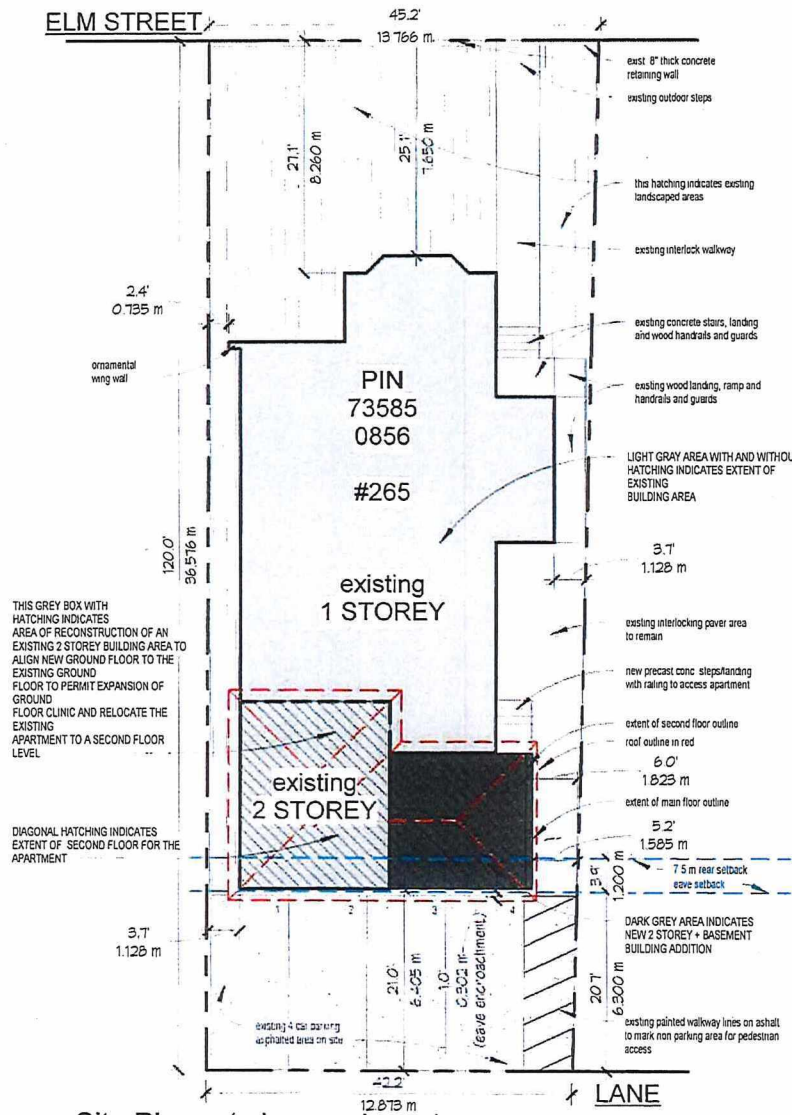 ELM STREET
45.2'
13.766 m.
exist 8" thick concrete
retaining wall
existing outdoor steps
27.1'
8.260 m
25.1'
7.650 m
this hatching indicates existing
landscaped areas
existing interlock walkway
2.4'
0.735 m
ornamental
wing wall
existing concrete stairs, landing
and wood handrails and guards
existing wood landing, ramp and
handrails and guards
PIN
73585
0856
#265
LIGHT GRAY AREA WITH AND WITHOU
HATCHING INDICATES EXTENT OF
EXISTING
BUILDING AREA
120.0'
36.576 m
3.7'
1.128 m
existing
1 STOREY
THIS GREY BOX WITH
HATCHING INDICATES
AREA OF RECONSTRUCTION OF AN
EXISTING 2 STOREY BUILDING AREA TO
ALIGN NEW GROUND FLOOR TO THE
EXISTING GROUND
FLOOR TO PERMIT EXPANSION OF
GROUND
FLOOR CLINIC AND RELOCATE THE
EXISTING
APARTMENT TO A SECOND FLOOR
LEVEL
existing interlocking paver area
to remain
new precast conc steps/landing
with railing to access apartment
extent of second floor outline
roof outline in red
6.0'
1.823 m
extent of main floor outline
existing
2 STOREY
DIAGONAL HATCHING INDICATES
EXTENT OF SECOND FLOOR FOR THE
APARTMENT
5.2'
1.585 m
7.5 m rear setback
eave setback
3.9'
1.200 m
1
2
3
4
3.7'
1.128 m
DARK GREY AREA INDICATES
NEW 2 STOREY + BASEMENT
BUILDING ADDITION
21.0'
6.405 m
1.0'
0.302 m
(eave encroachment)
20.7'
6.300 m
existing 4 car parking
asphalted area on site
existing painted walkway lines on ashalt
to mark non parking area for pedestrian
access
42.2'
12.873 m
LANE